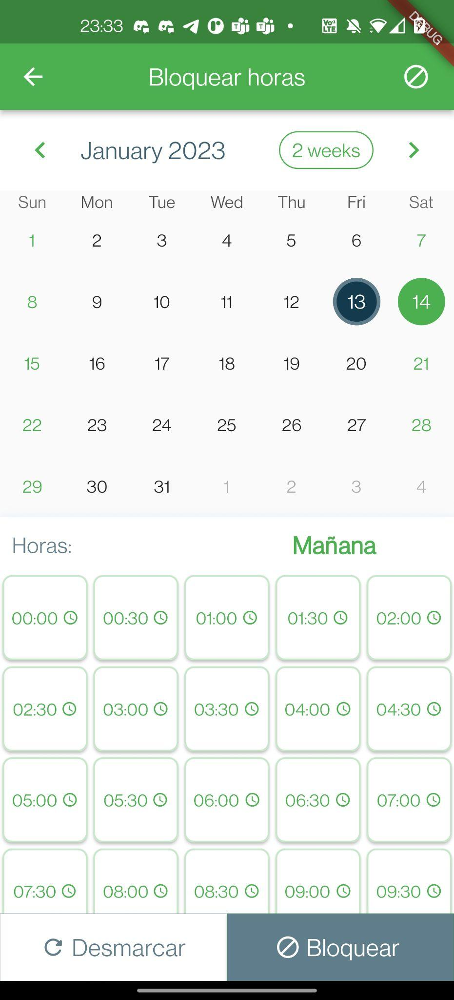 23:33
Vo LTE
DEBUG
Bloquear horas
January 2023 2 weeks
Sun Mon Tue Wed Thu Fri Sat
1 2 3 4 5 6 7
8 9 10 11 12 13 14
15 16 17 18 19 20 21
22 23 24 25 26 27 28
29 30 31 1 2 3 4
Horas: Mañana
00:00 00:30 01:00 01:30 02:00
02:30 03:00 03:30 04:00 04:30
05:00 05:30 06:00 06:30 07:00
07:30 08:00 08:30 09:00 09:30
Desmarcar Bloquear